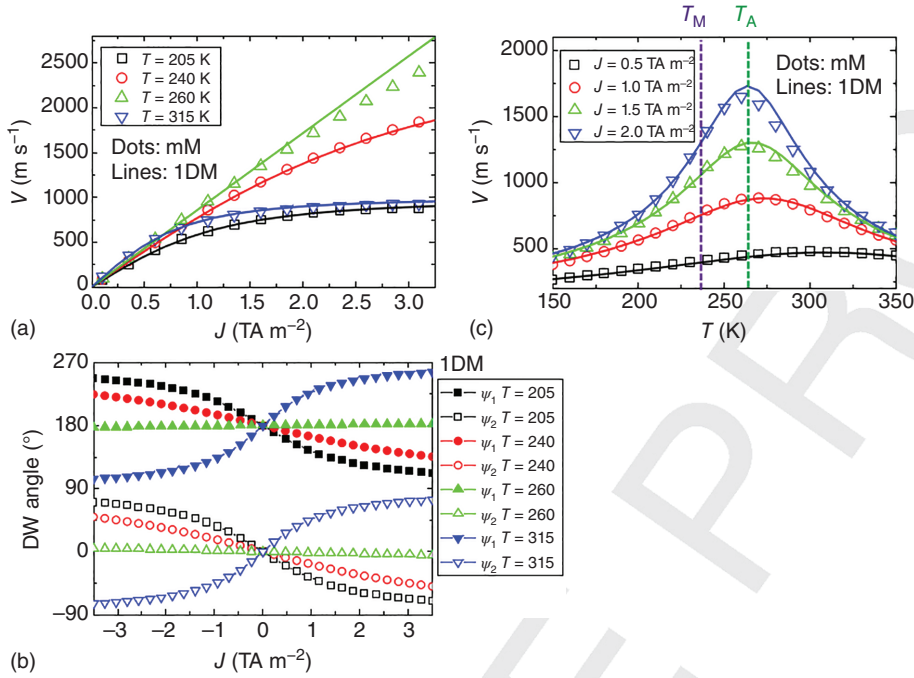 2500
2000
1500
1000
500
0
V (m s⁻¹)
T = 205 K
T = 240 K
T = 260 K
T = 315 K
Dots: mM
Lines: 1DM
0.0 0.5 1.0 1.5 2.0 2.5 3.0
J (TA m⁻²)
(a)
T_M T_A
2000
1500
1000
500
V (m s⁻¹)
J = 0.5 TA m⁻²
J = 1.0 TA m⁻²
J = 1.5 TA m⁻²
J = 2.0 TA m⁻²
Dots: mM
Lines: 1DM
150 200 250 300 350
T (K)
(c)
270
180
90
0
−90
DW angle (°)
−3 −2 −1 0 1 2 3
J (TA m⁻²)
(b)
1DM
ψ₁ T = 205
ψ₂ T = 205
ψ₁ T = 240
ψ₂ T = 240
ψ₁ T = 260
ψ₂ T = 260
ψ₁ T = 315
ψ₂ T = 315